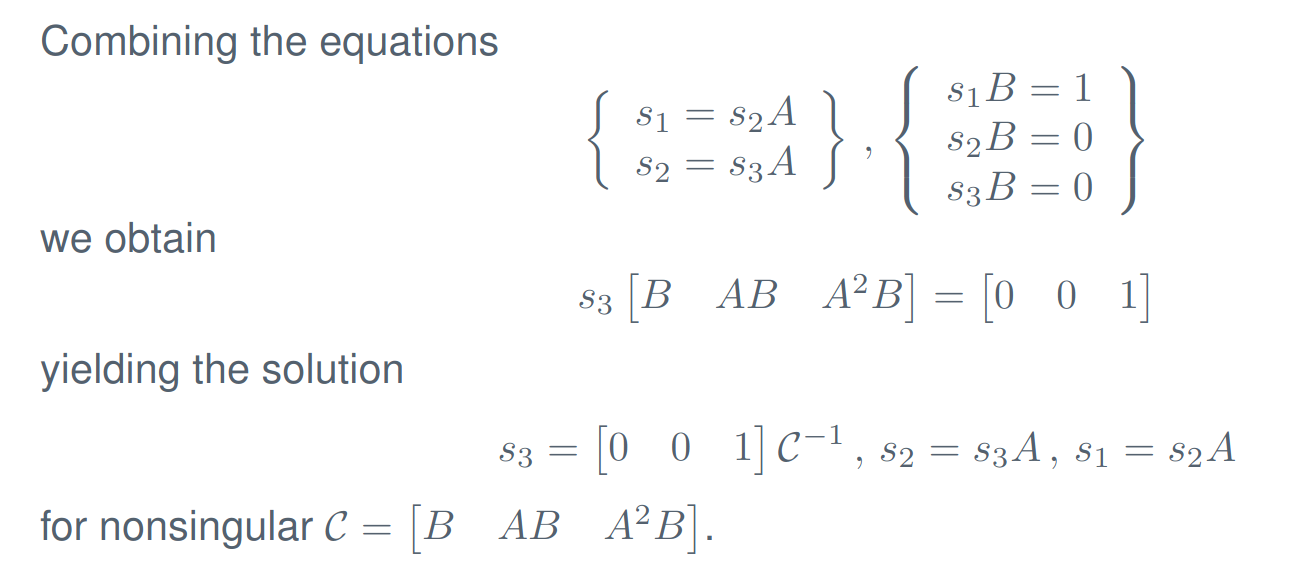 Combining the equations
{ s₁ = s₂A
s₂ = s₃A } , { s₁B = 1
s₂B = 0
s₃B = 0 }
we obtain
s₃ [B AB A²B] = [0 0 1]
yielding the solution
s₃ = [0 0 1] 𝒞⁻¹ , s₂ = s₃A , s₁ = s₂A
for nonsingular 𝒞 = [B AB A²B].